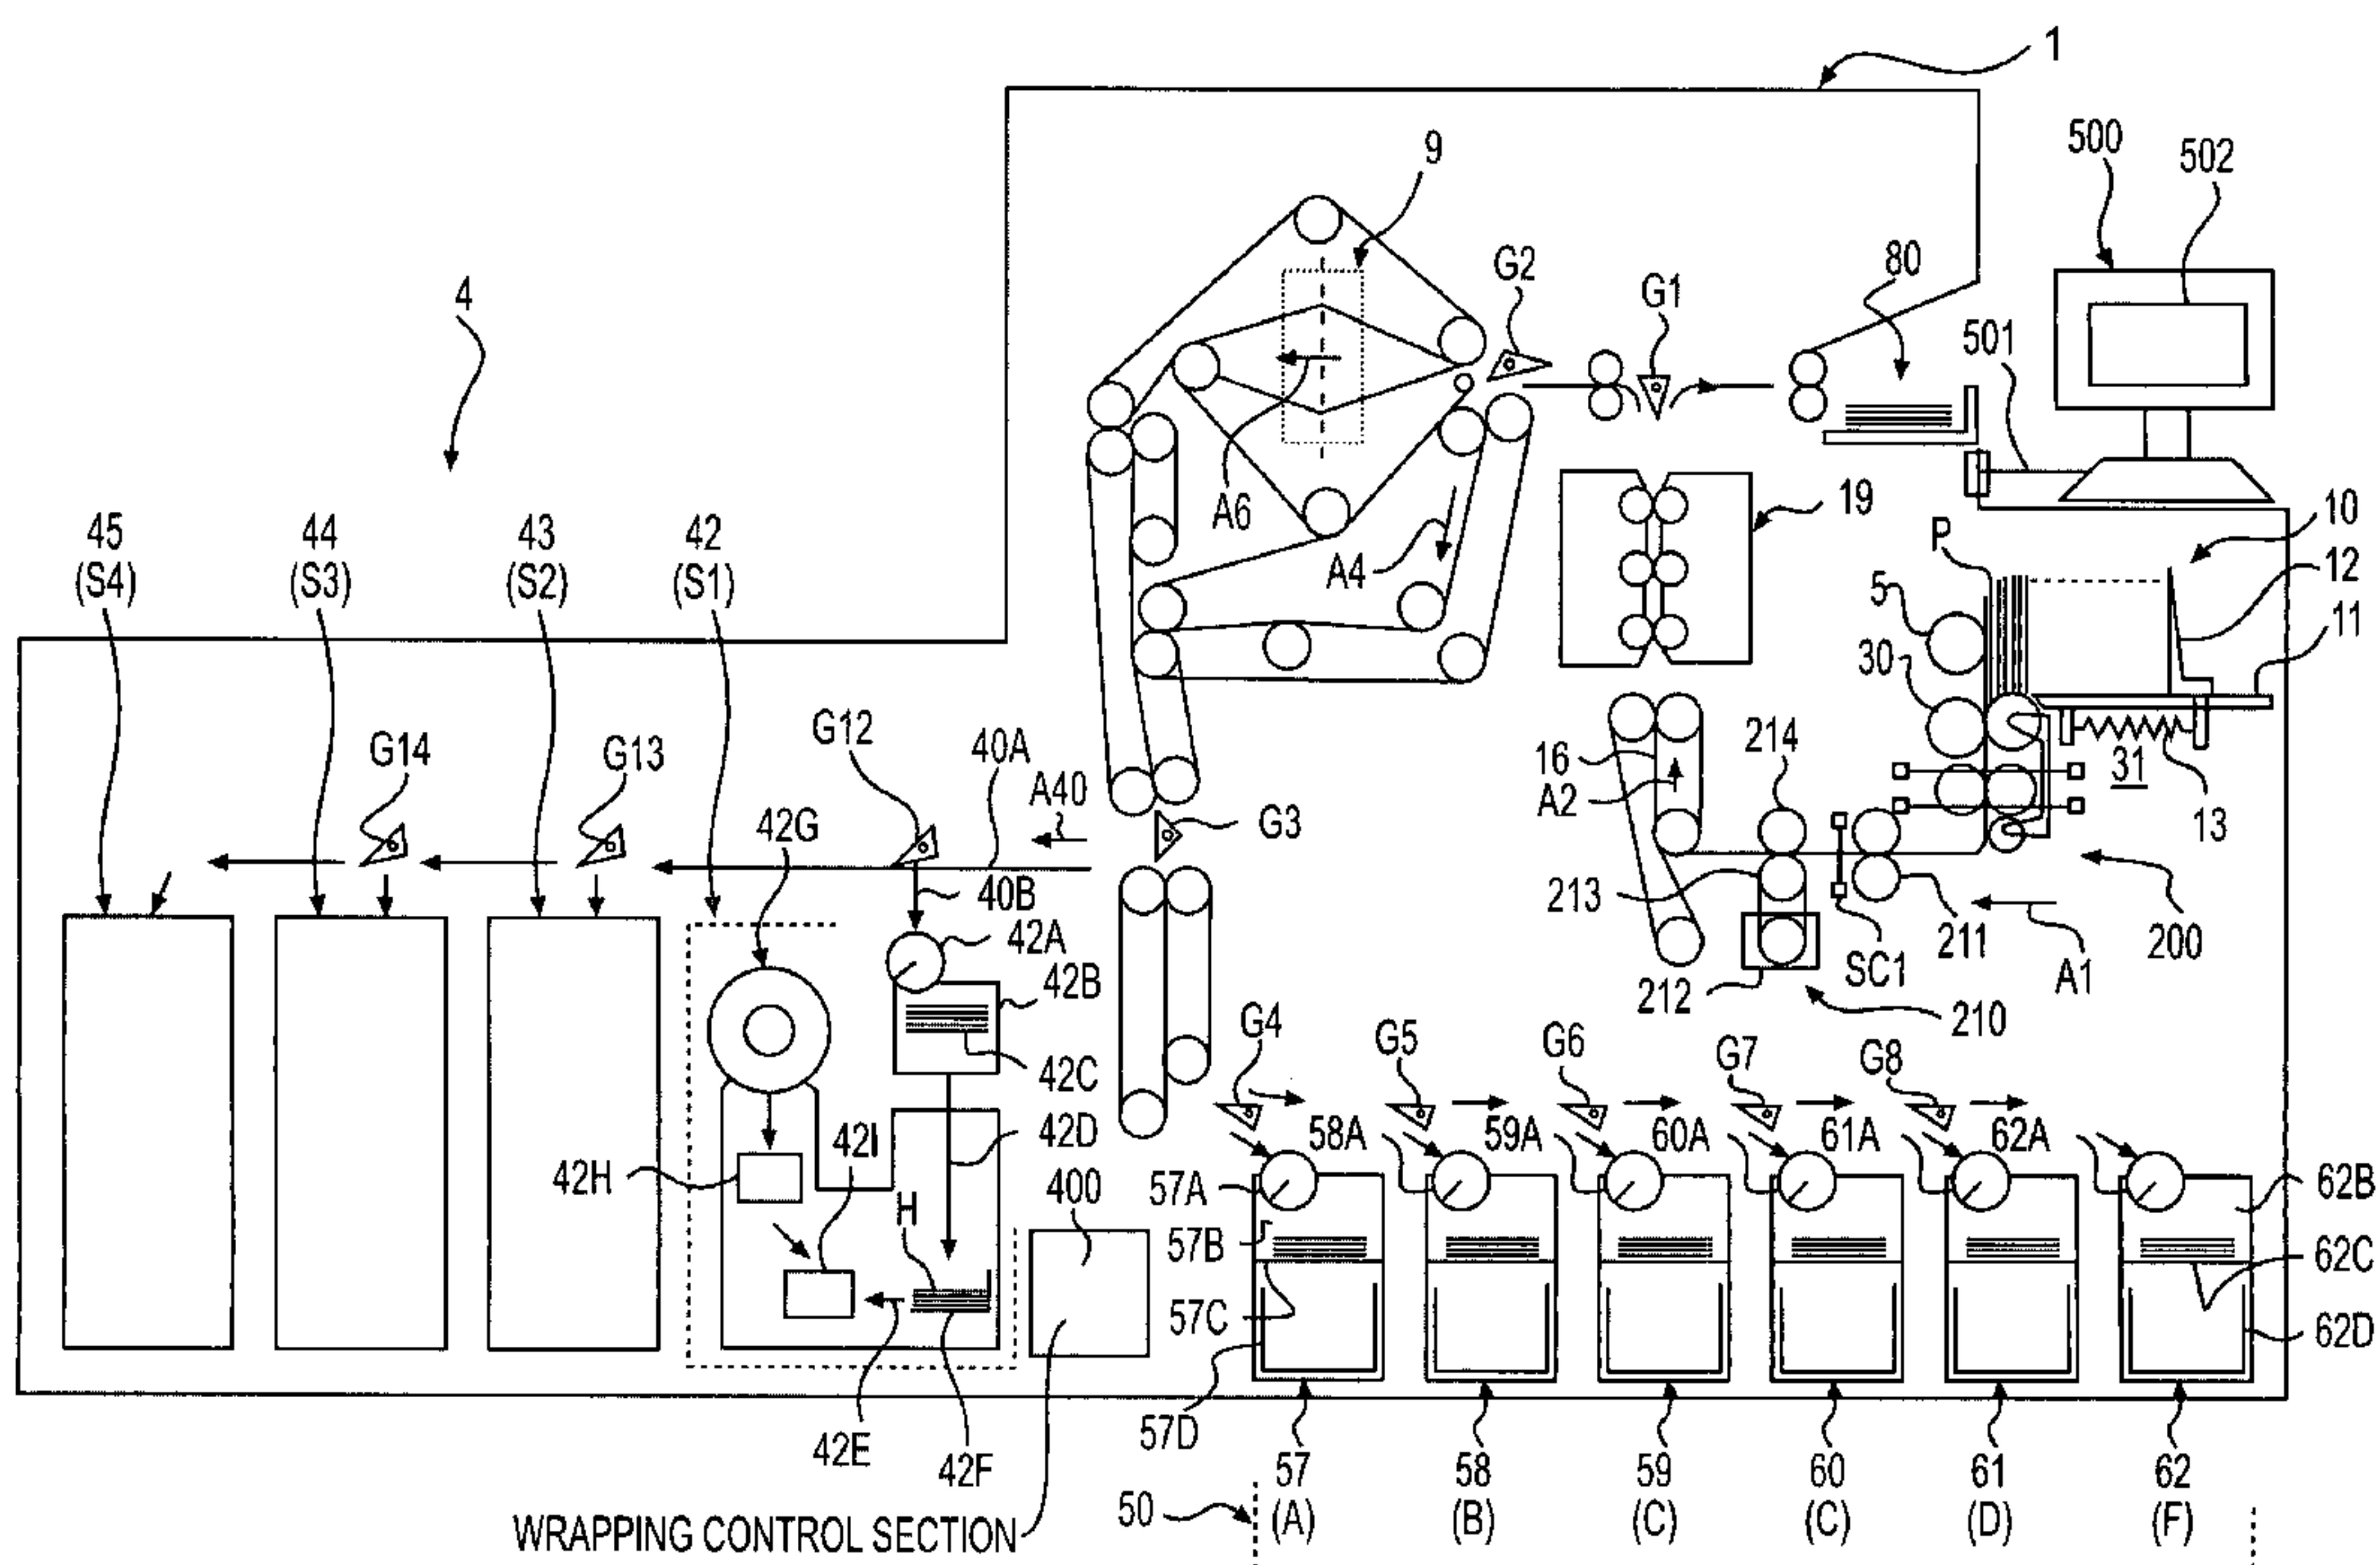 1
500
502
9
G2
80
G1
4
501
A6
19
10
P
12
45
(S4)
44
(S3)
43
(S2)
42
(S1)
A4
5
11
30
G14
G13
G12
40A
A40
G3
16
A2
214
31
13
42G
40B
42A
213
SC1
211
200
A1
42B
212
210
42C
G4
G5
G6
G7
G8
42D
42I
42H
58A
59A
60A
61A
62A
H
400
57A
62B
57B
62C
57C
62D
57D
42E
42F
57
(A)
58
(B)
59
(C)
60
(C)
61
(D)
62
(F)
50
WRAPPING CONTROL SECTION